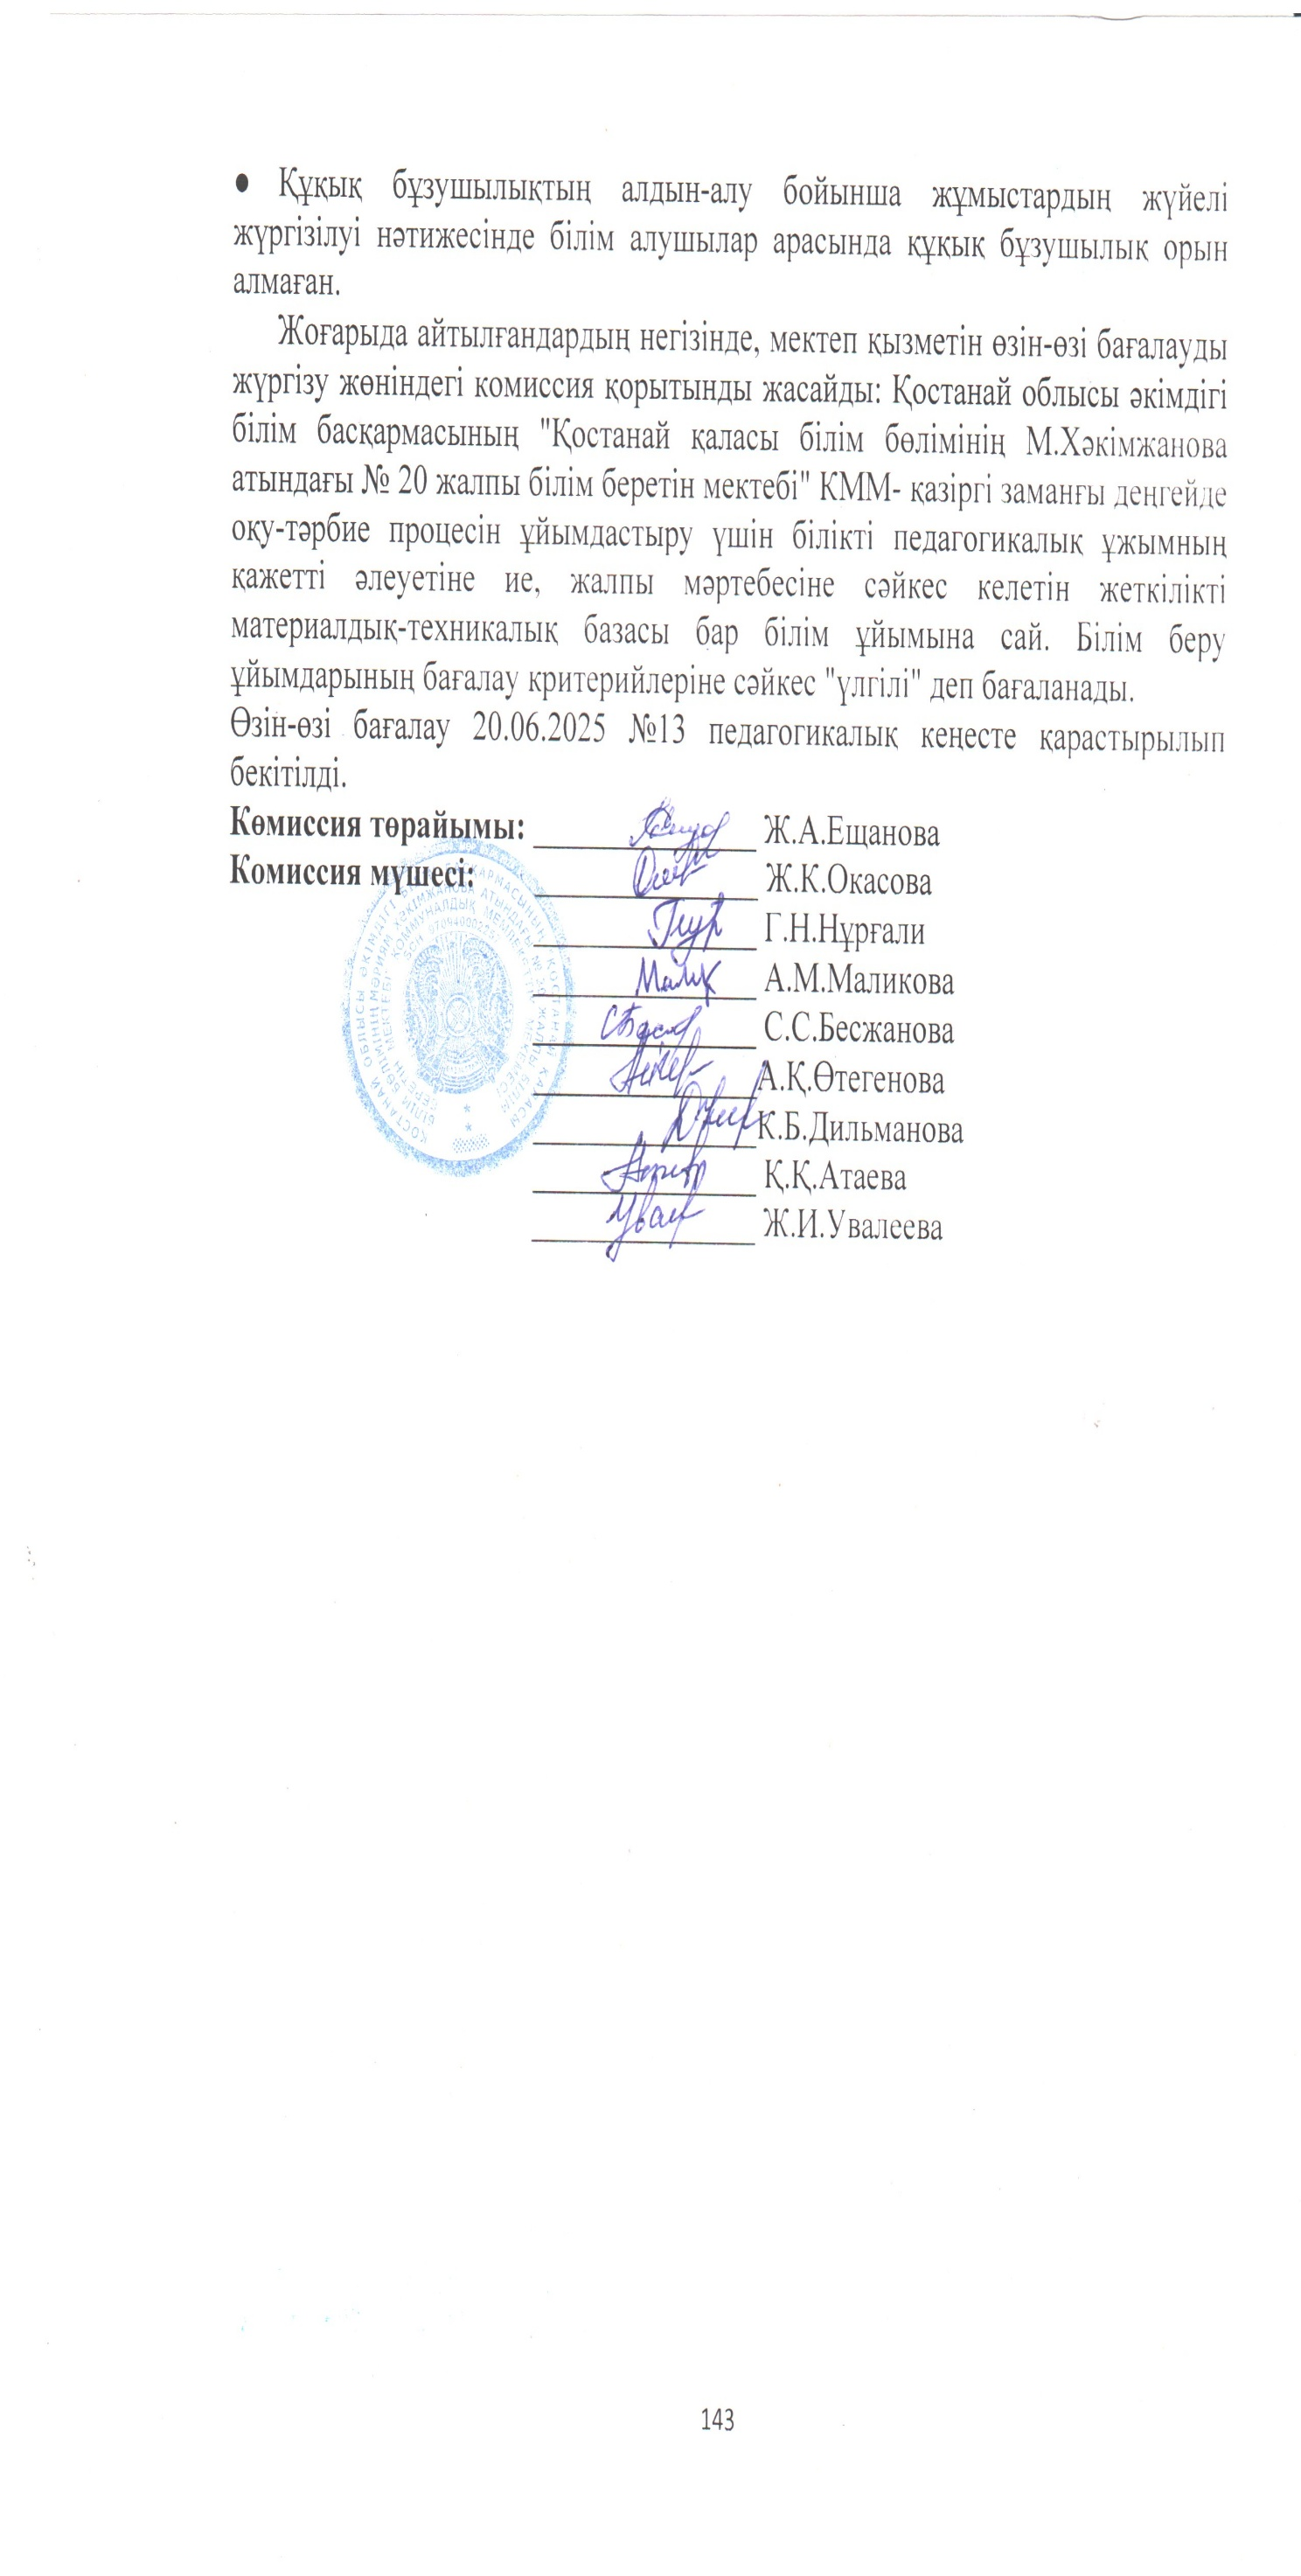 ● Құқық бұзушылықтың алдын-алу бойынша жұмыстардың жүйелі
жүргізілуі нәтижесінде білім алушылар арасында құқық бұзушылық орын
алмаған.
Жоғарыда айтылғандардың негізінде, мектеп қызметін өзін-өзі бағалауды
жүргізу жөніндегі комиссия қорытынды жасайды: Қостанай облысы әкімдігі
білім басқармасының "Қостанай қаласы білім бөлімінің М.Хәкімжанова
атындағы № 20 жалпы білім беретін мектебі" КММ- қазіргі заманғы деңгейде
оқу-тәрбие процесін ұйымдастыру үшін білікті педагогикалық ұжымның
қажетті әлеуетіне ие, жалпы мәртебесіне сәйкес келетін жеткілікті
материалдық-техникалық базасы бар білім ұйымына сай. Білім беру
ұйымдарының бағалау критерийлеріне сәйкес "үлгілі" деп бағаланады.
Өзін-өзі бағалау 20.06.2025 №13 педагогикалық кеңесте қарастырылып
бекітілді.
Көмиссия төрайымы: Ж.А.Ещанова
Комиссия мүшесі: Ж.К.Окасова
Г.Н.Нұрғали
А.М.Маликова
С.С.Бесжанова
А.Қ.Өтегенова
К.Б.Дильманова
Қ.Қ.Атаева
Ж.И.Увалеева
143